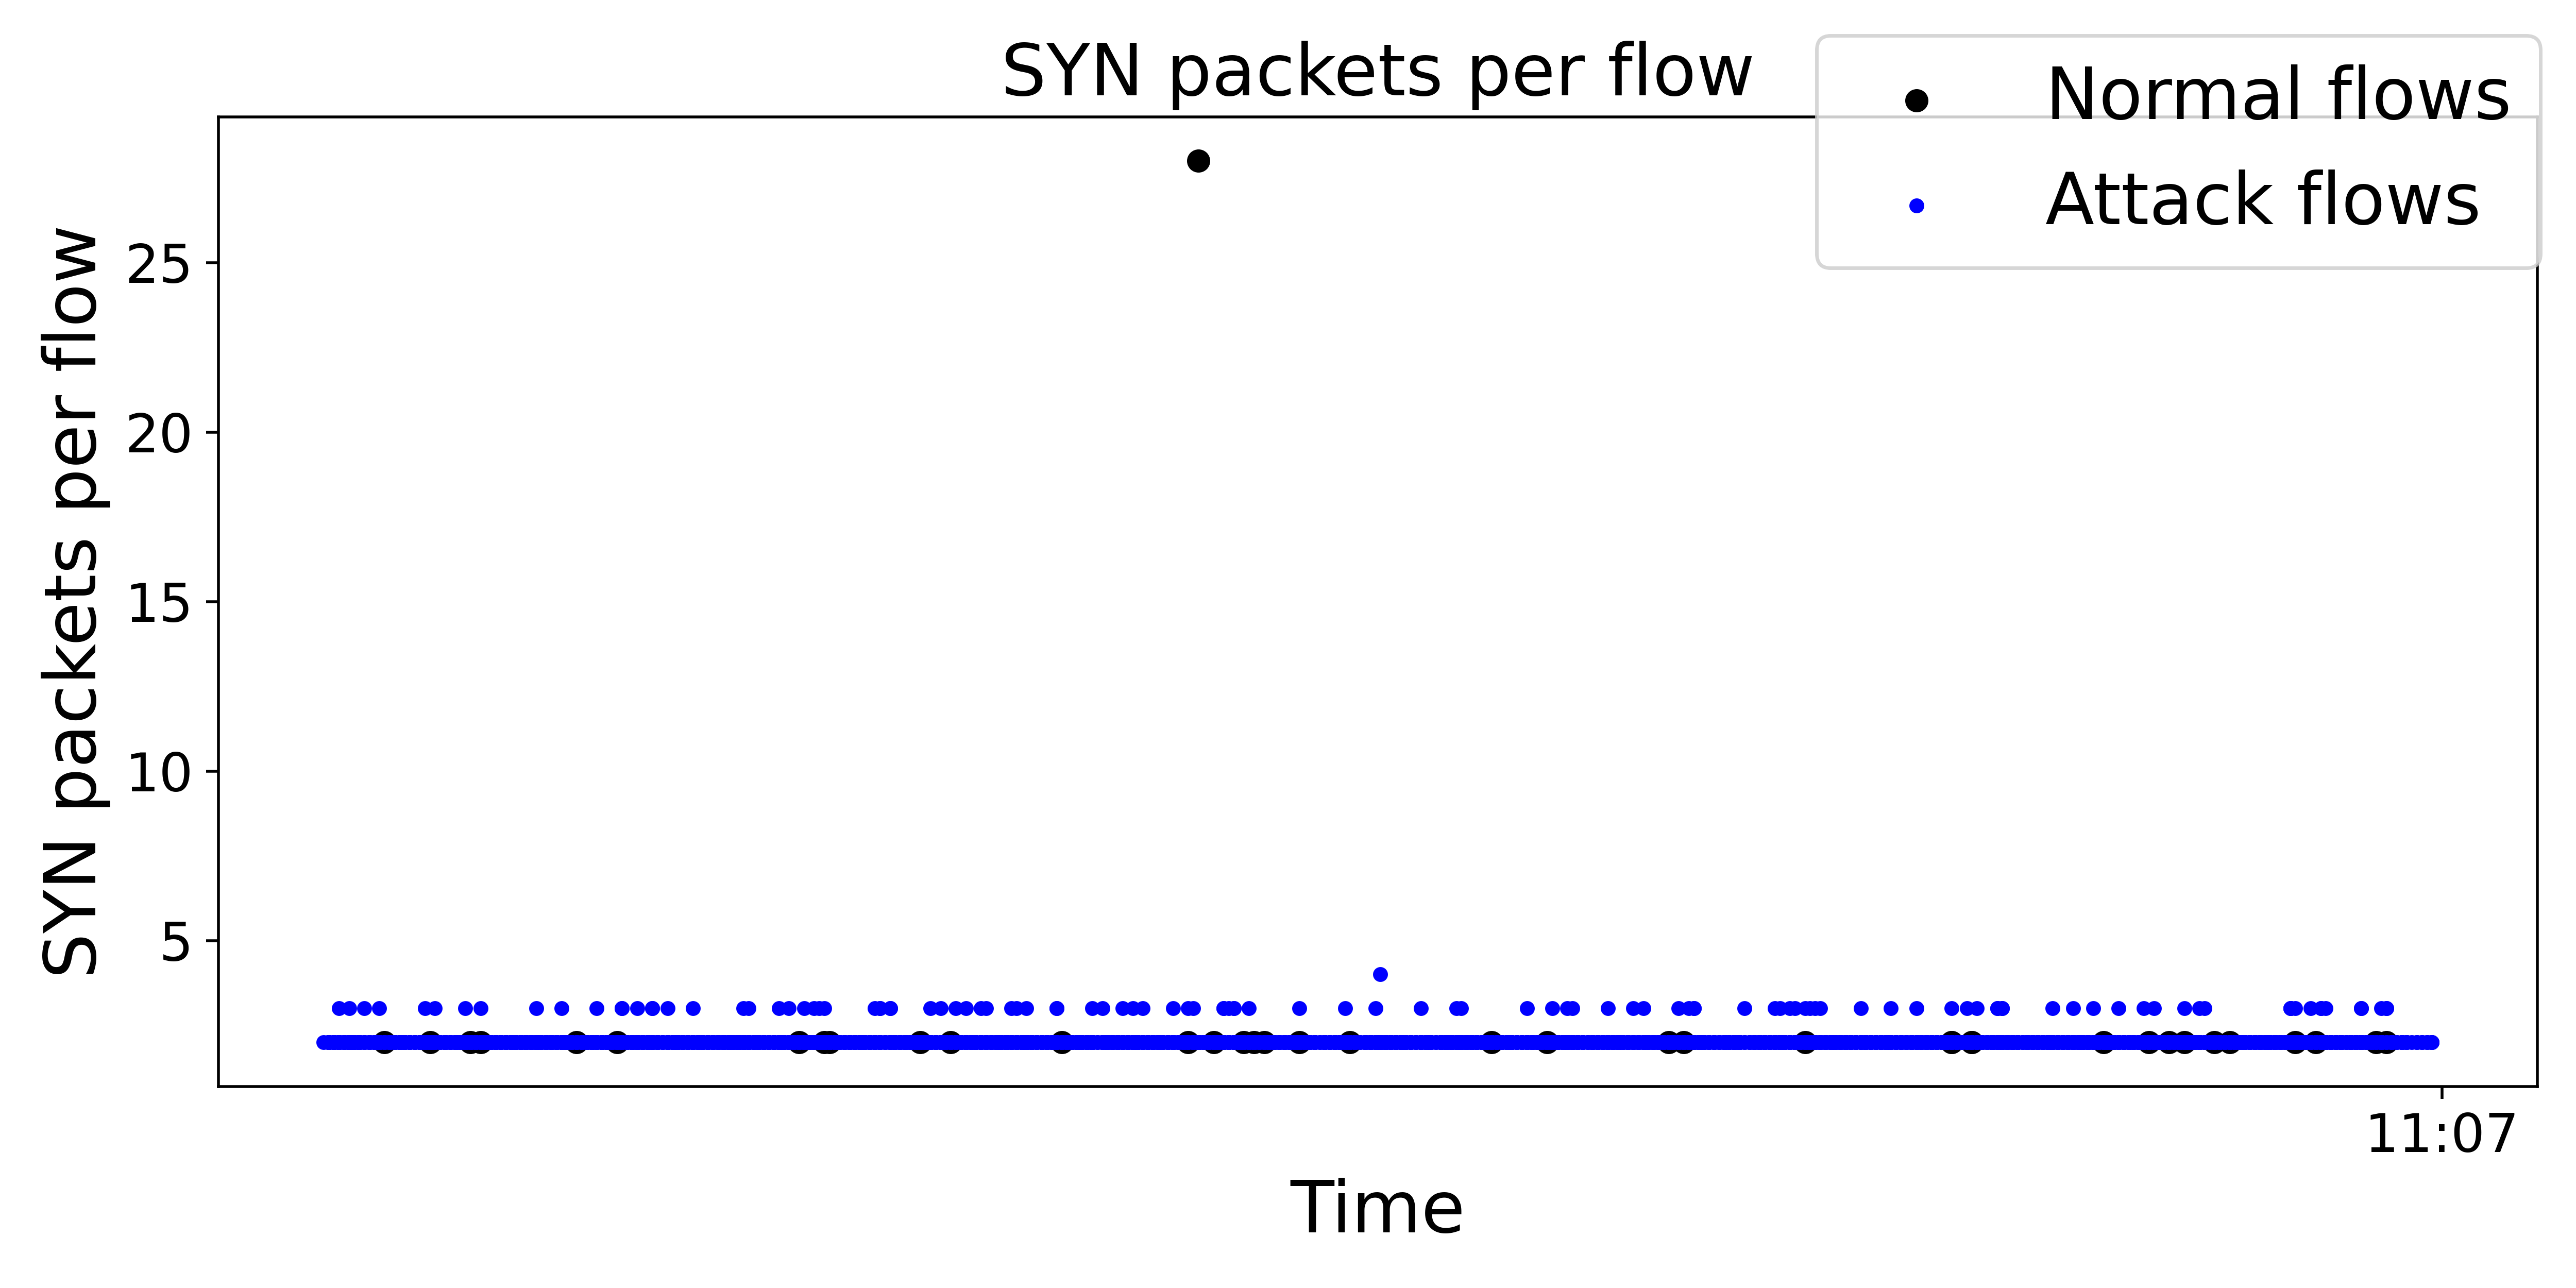 SYN packets per flow
Normal flows
Attack flows
SYN packets per flow
25
20
15
10
5
11:07
Time